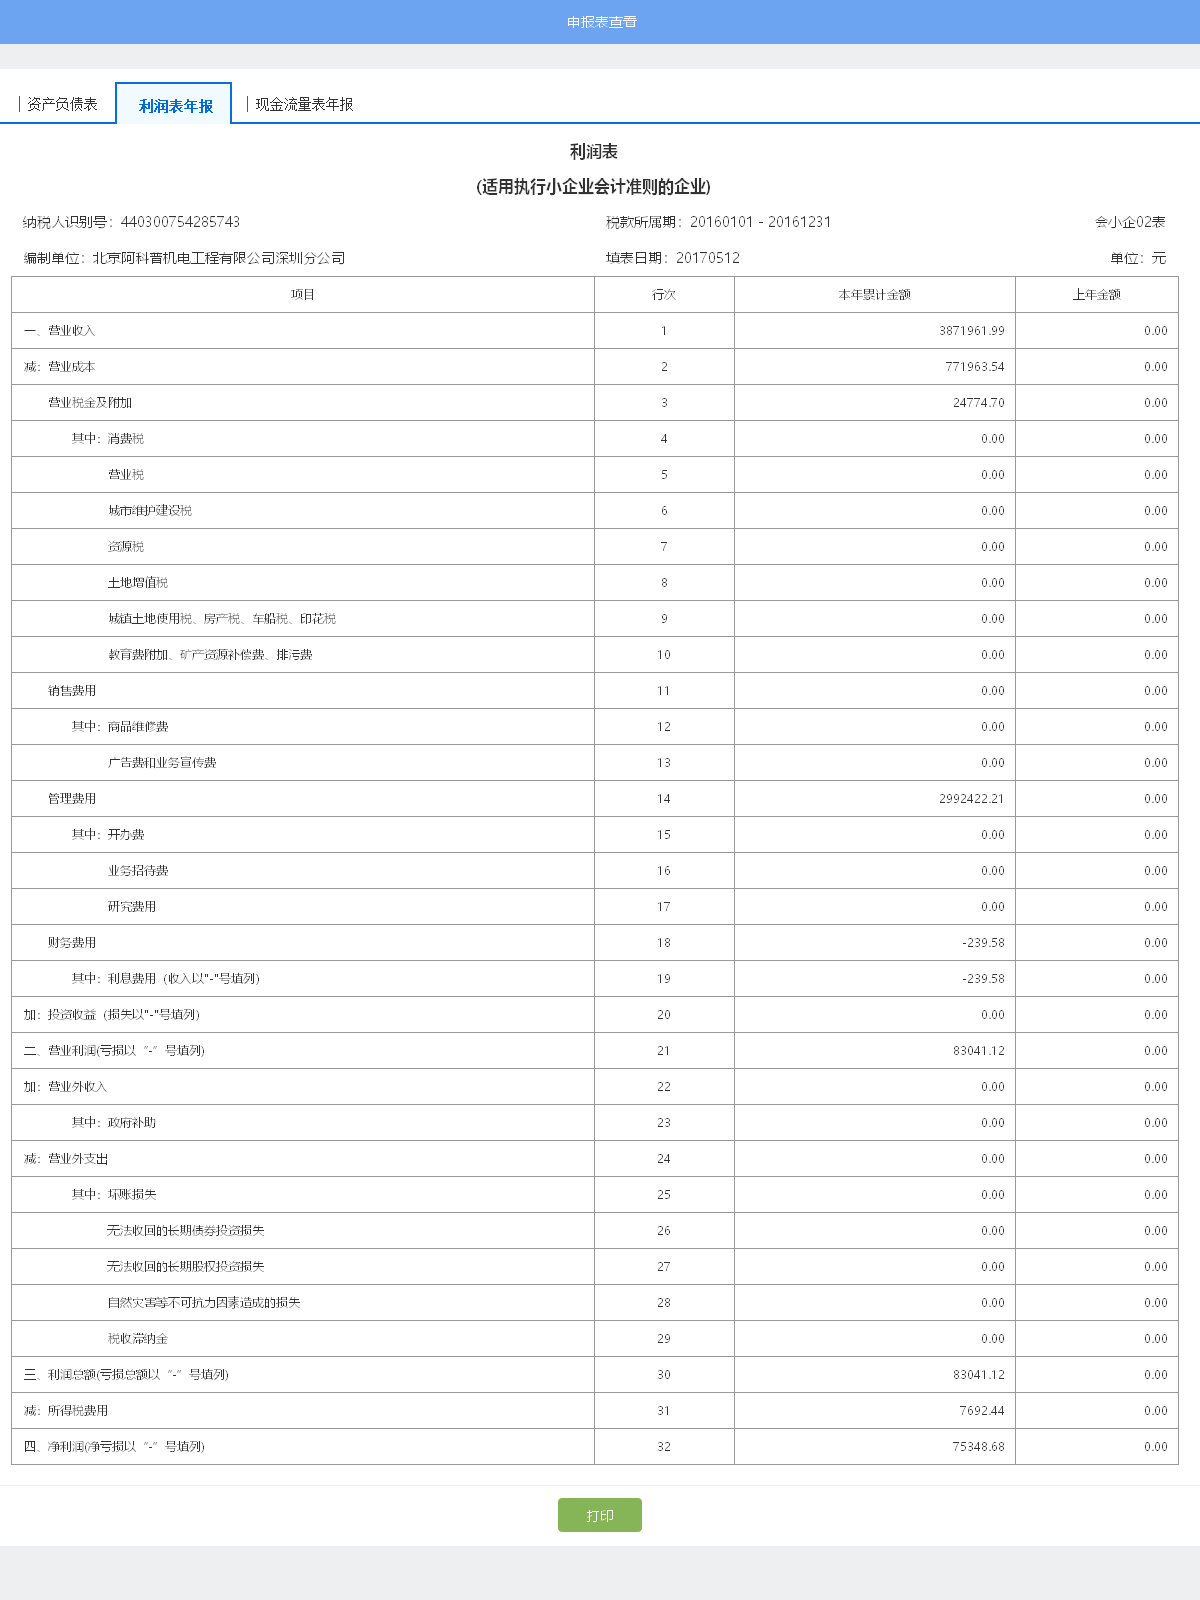 申报表查看
资产负债表 利润表年报 现金流量表年报
利润表
(适用执行小企业会计准则的企业)
纳税人识别号：440300754285743 税款所属期：20160101 - 20161231 会小企02表
编制单位：北京阿科普机电工程有限公司深圳分公司 填表日期：20170512 单位：元
项目 行次 本年累计金额 上年金额
一、营业收入 1 3871961.99 0.00
减：营业成本 2 771963.54 0.00
营业税金及附加 3 24774.70 0.00
其中：消费税 4 0.00 0.00
营业税 5 0.00 0.00
城市维护建设税 6 0.00 0.00
资源税 7 0.00 0.00
土地增值税 8 0.00 0.00
城镇土地使用税、房产税、车船税、印花税 9 0.00 0.00
教育费附加、矿产资源补偿费、排污费 10 0.00 0.00
销售费用 11 0.00 0.00
其中：商品维修费 12 0.00 0.00
广告费和业务宣传费 13 0.00 0.00
管理费用 14 2992422.21 0.00
其中：开办费 15 0.00 0.00
业务招待费 16 0.00 0.00
研究费用 17 0.00 0.00
财务费用 18 -239.58 0.00
其中：利息费用（收入以"-"号填列） 19 -239.58 0.00
加：投资收益（损失以"-"号填列） 20 0.00 0.00
二、营业利润(亏损以“-”号填列) 21 83041.12 0.00
加：营业外收入 22 0.00 0.00
其中：政府补助 23 0.00 0.00
减：营业外支出 24 0.00 0.00
其中：坏账损失 25 0.00 0.00
无法收回的长期债券投资损失 26 0.00 0.00
无法收回的长期股权投资损失 27 0.00 0.00
自然灾害等不可抗力因素造成的损失 28 0.00 0.00
税收滞纳金 29 0.00 0.00
三、利润总额(亏损总额以“-”号填列) 30 83041.12 0.00
减：所得税费用 31 7692.44 0.00
四、净利润(净亏损以“-”号填列) 32 75348.68 0.00
打印